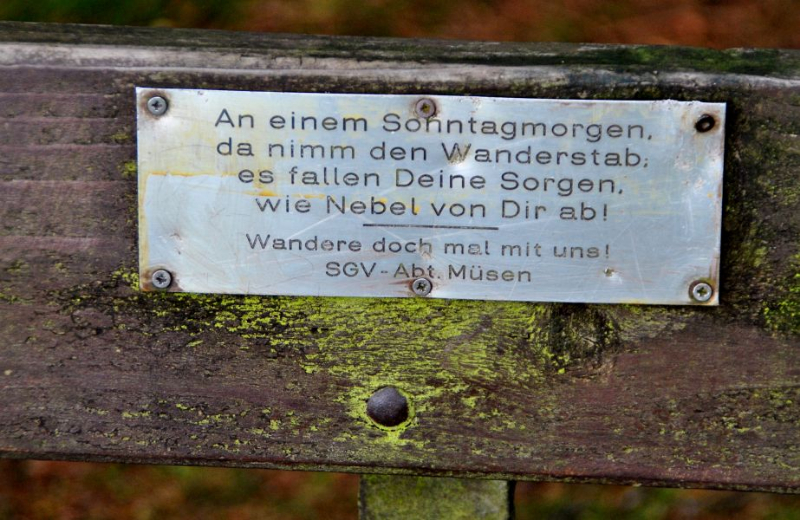 An einem Sonntagmorgen,
da nimm den Wanderstab;
es fallen Deine Sorgen,
wie Nebel von Dir ab!
Wandere doch mal mit uns!
SGV-Abt. Müsen